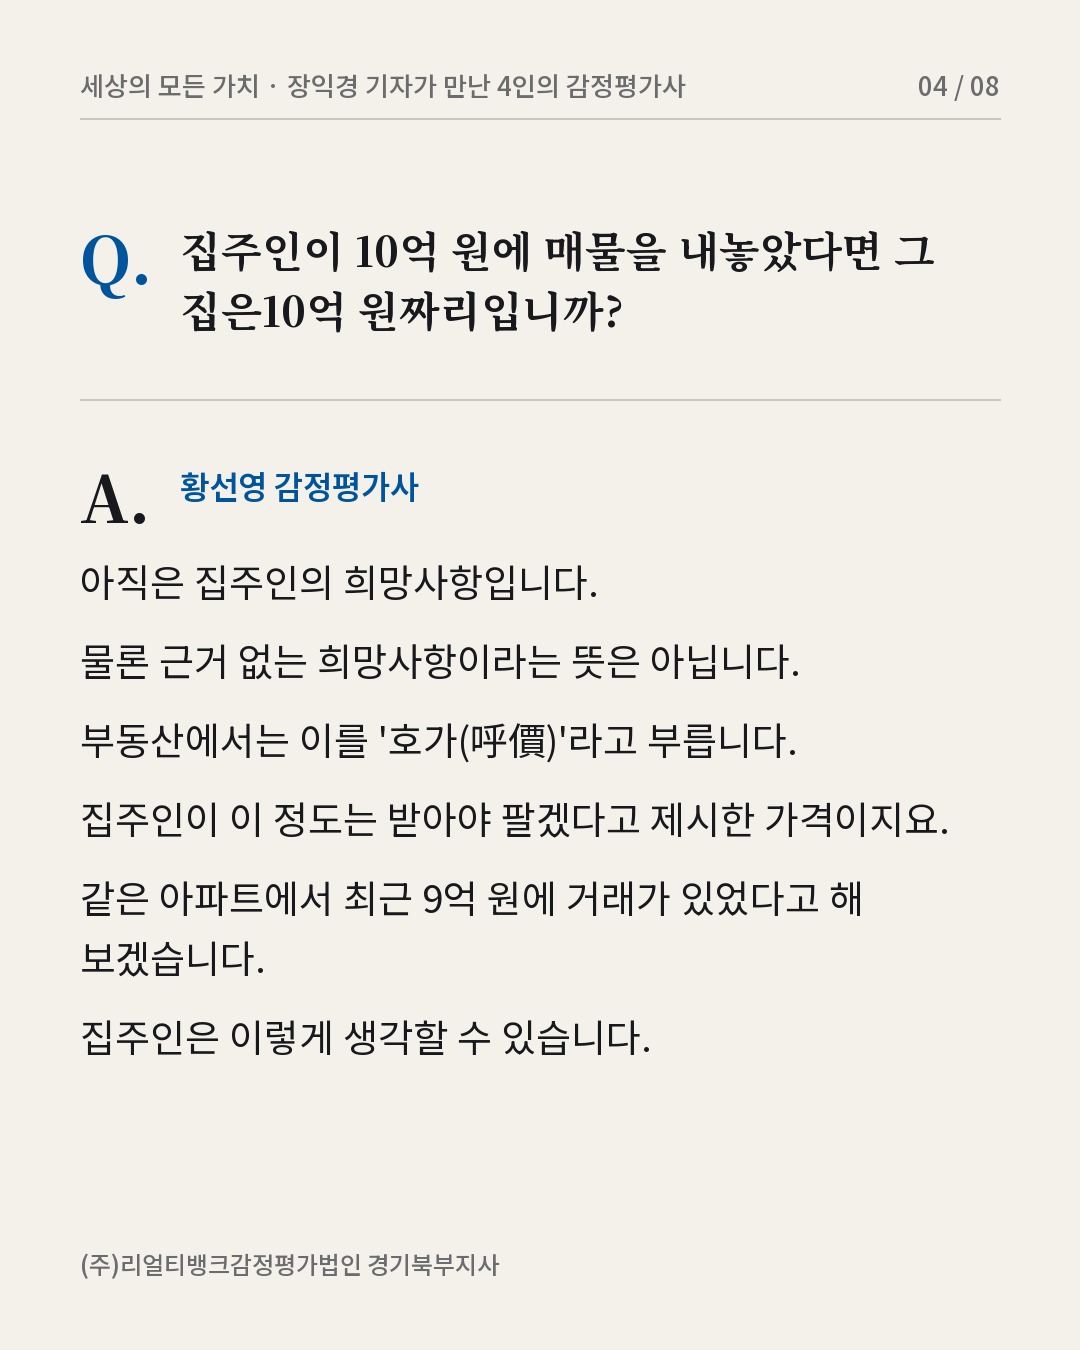 세상의 모든 가치 · 장익경 기자가 만난 4인의 감정평가사
04 / 08
Q.
집주인이 10억 원에 매물을 내놓았다면 그
집은10억 원짜리입니까?
A.
황선영 감정평가사
아직은 집주인의 희망사항입니다.
물론 근거 없는 희망사항이라는 뜻은 아닙니다.
부동산에서는 이를 '호가(呼價)'라고 부릅니다.
집주인이 이 정도는 받아야 팔겠다고 제시한 가격이지요.
같은 아파트에서 최근 9억 원에 거래가 있었다고 해
보겠습니다.
집주인은 이렇게 생각할 수 있습니다.
(주)리얼티뱅크감정평가법인 경기북부지사